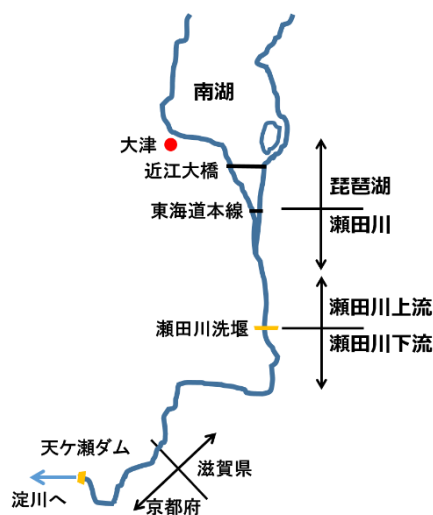 南湖
大津
近江大橋
琵琶湖
東海道本線
瀬田川
瀬田川上流
瀬田川洗堰
瀬田川下流
天ケ瀬ダム
滋賀県
淀川へ
京都府